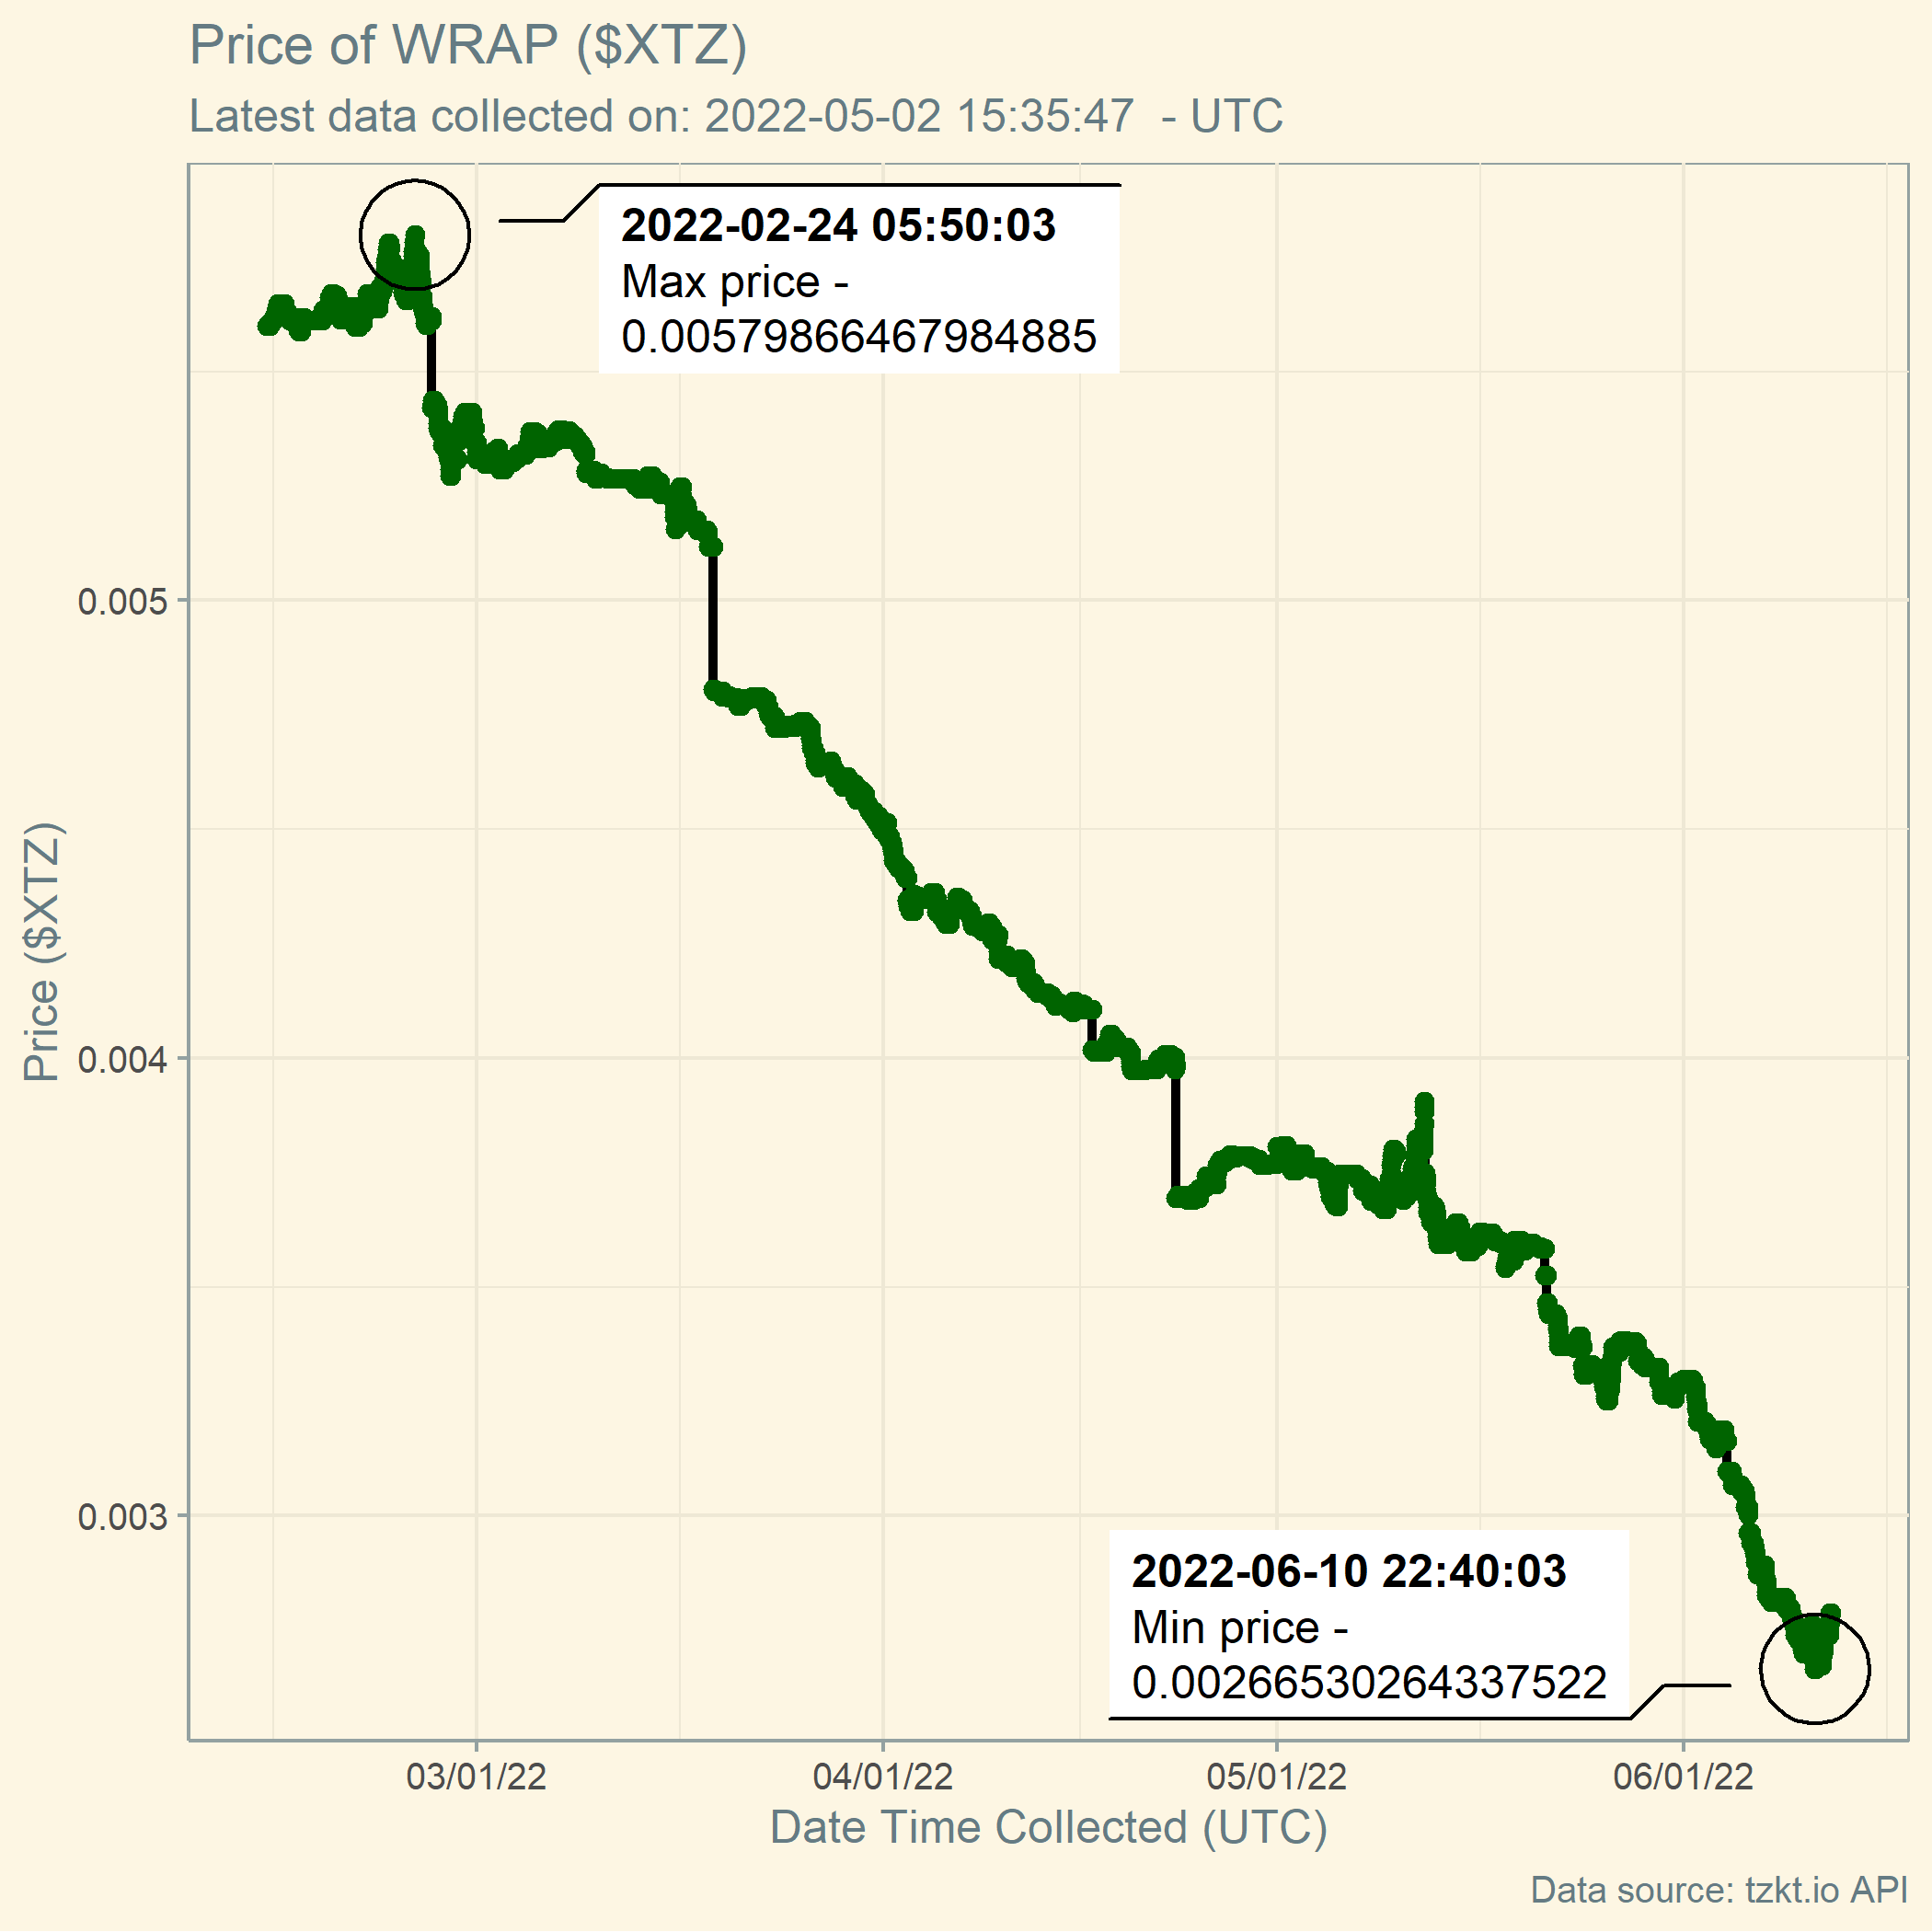 Price of WRAP ($XTZ)
Latest data collected on: 2022-05-02 15:35:47  - UTC
2022-02-24 05:50:03
Max price -
0.00579866467984885
0.005
0.004
0.003
Price ($XTZ)
2022-06-10 22:40:03
Min price -
0.00266530264337522
03/01/22
04/01/22
05/01/22
06/01/22
Date Time Collected (UTC)
Data source: tzkt.io API